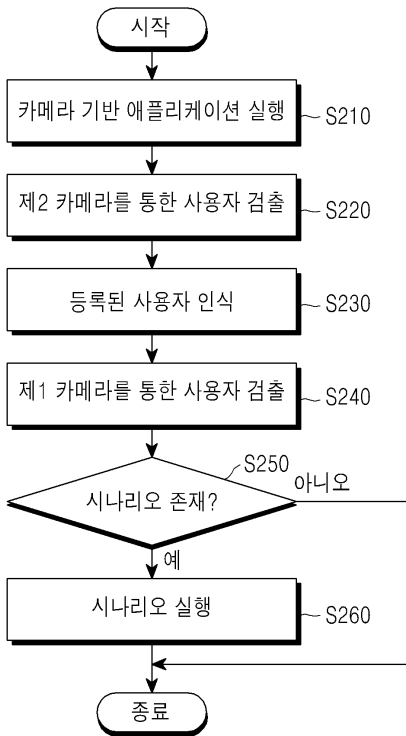 시작
카메라 기반 애플리케이션 실행
S210
제2 카메라를 통한 사용자 검출
S220
등록된 사용자 인식
S230
제1 카메라를 통한 사용자 검출
S240
S250
시나리오 존재?
아니오
예
시나리오 실행
S260
종료